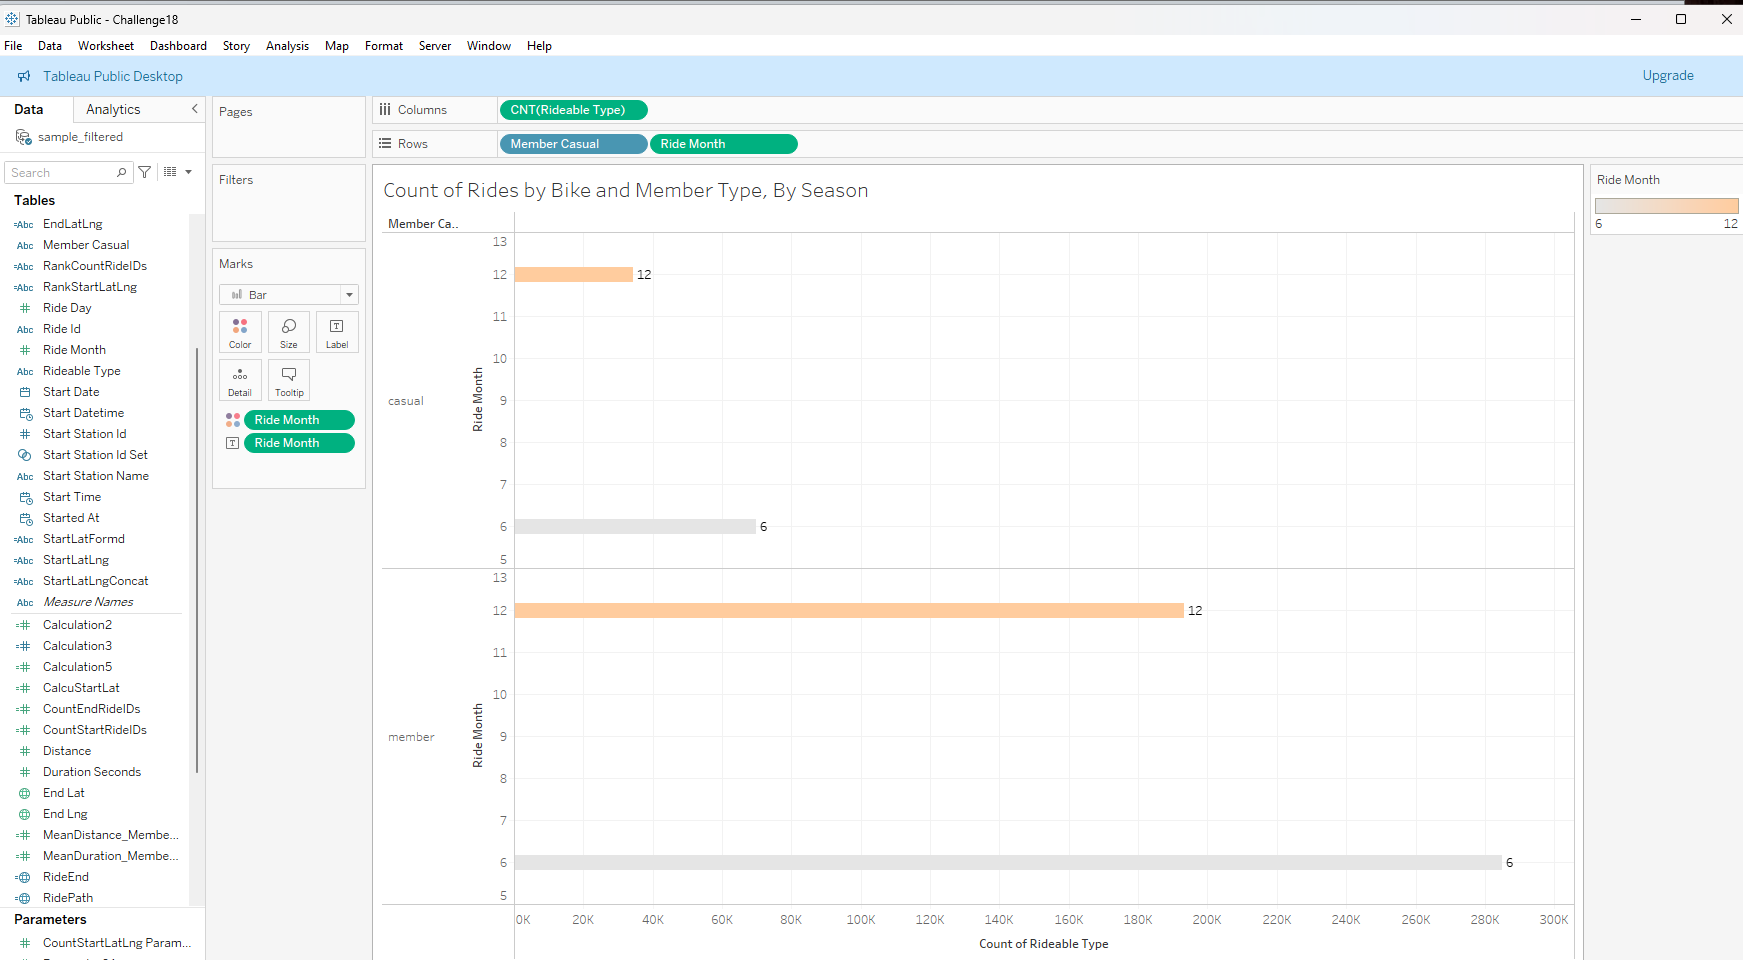 Tableau Public - Challenge18
File Data Worksheet Dashboard Story Analysis Map Format Server Window Help
Tableau Public Desktop
Upgrade
Data Analytics
sample_filtered
Search
Tables
Abc EndLatLng
Abc Member Casual
Abc RankCountRideIDs
Abc RankStartLatLng
Ride Day
Abc Ride Id
Ride Month
Abc Rideable Type
Start Date
Start Datetime
Start Station Id
Start Station Id Set
Abc Start Station Name
Start Time
Started At
Abc StartLatFormd
Abc StartLatLng
Abc StartLatLngConcat
Abc Measure Names
Calculation2
Calculation3
Calculation5
CalcuStartLat
CountEndRideIDs
CountStartRideIDs
Distance
Duration Seconds
End Lat
End Lng
MeanDistance_Membe...
MeanDuration_Membe...
RideEnd
RidePath
Parameters
CountStartLatLng Param...
Pages
Filters
Marks
Bar
Color Size Label
Detail Tooltip
Ride Month
Ride Month
Columns CNT(Rideable Type)
Rows Member Casual Ride Month
Count of Rides by Bike and Member Type, By Season
Member Ca..
casual
Ride Month
13
12 12
11
10
9
8
7
6 6
5
member
Ride Month
13
12 12
11
10
9
8
7
6 6
5
0K 20K 40K 60K 80K 100K 120K 140K 160K 180K 200K 220K 240K 260K 280K 300K
Count of Rideable Type
Ride Month
6 12